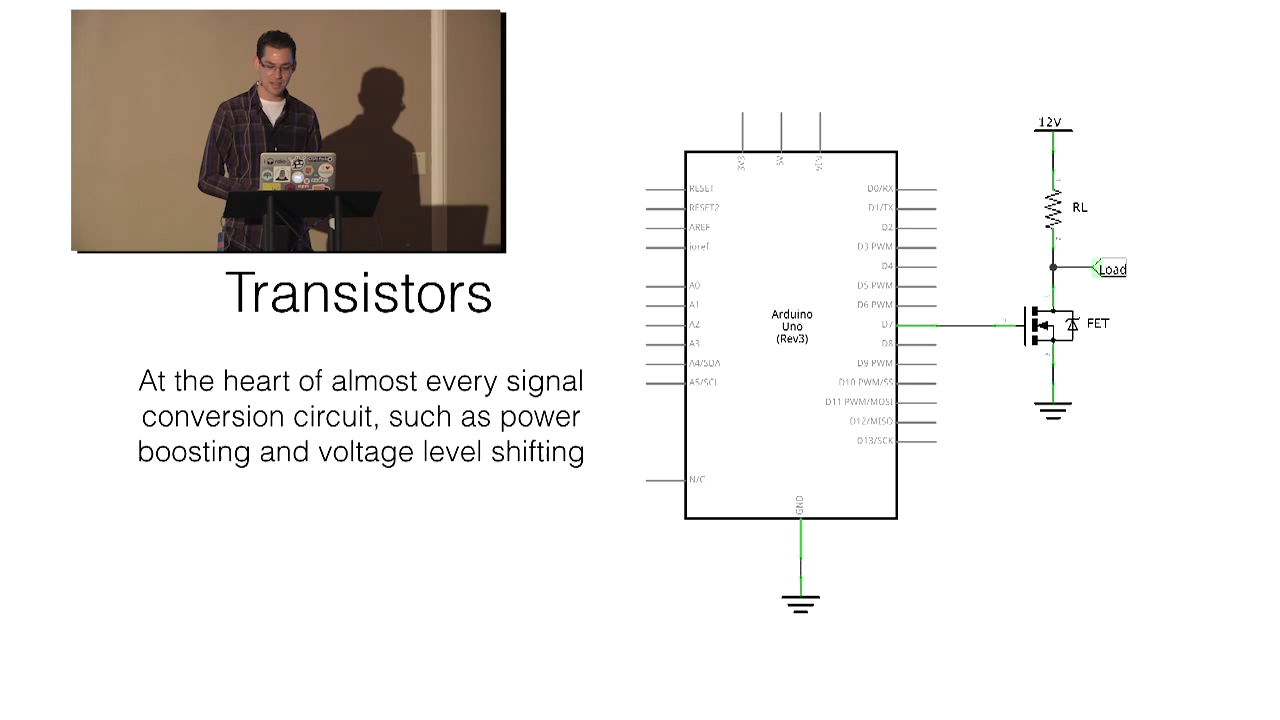 Transistors
At the heart of almost every signal
conversion circuit, such as power
boosting and voltage level shifting
3V3
5V
VIN
RESET
RESET2
AREF
ioref
A0
A1
A2
A3
A4/SDA
A5/SCL
N/C
Arduino
Uno
(Rev3)
D0/RX
D1/TX
D2
D3 PWM
D4
D5 PWM
D6 PWM
D7
D8
D9 PWM
D10 PWM/SS
D11 PWM/MOSI
D12/MISO
D13/SCK
GND
12V
RL
Load
FET